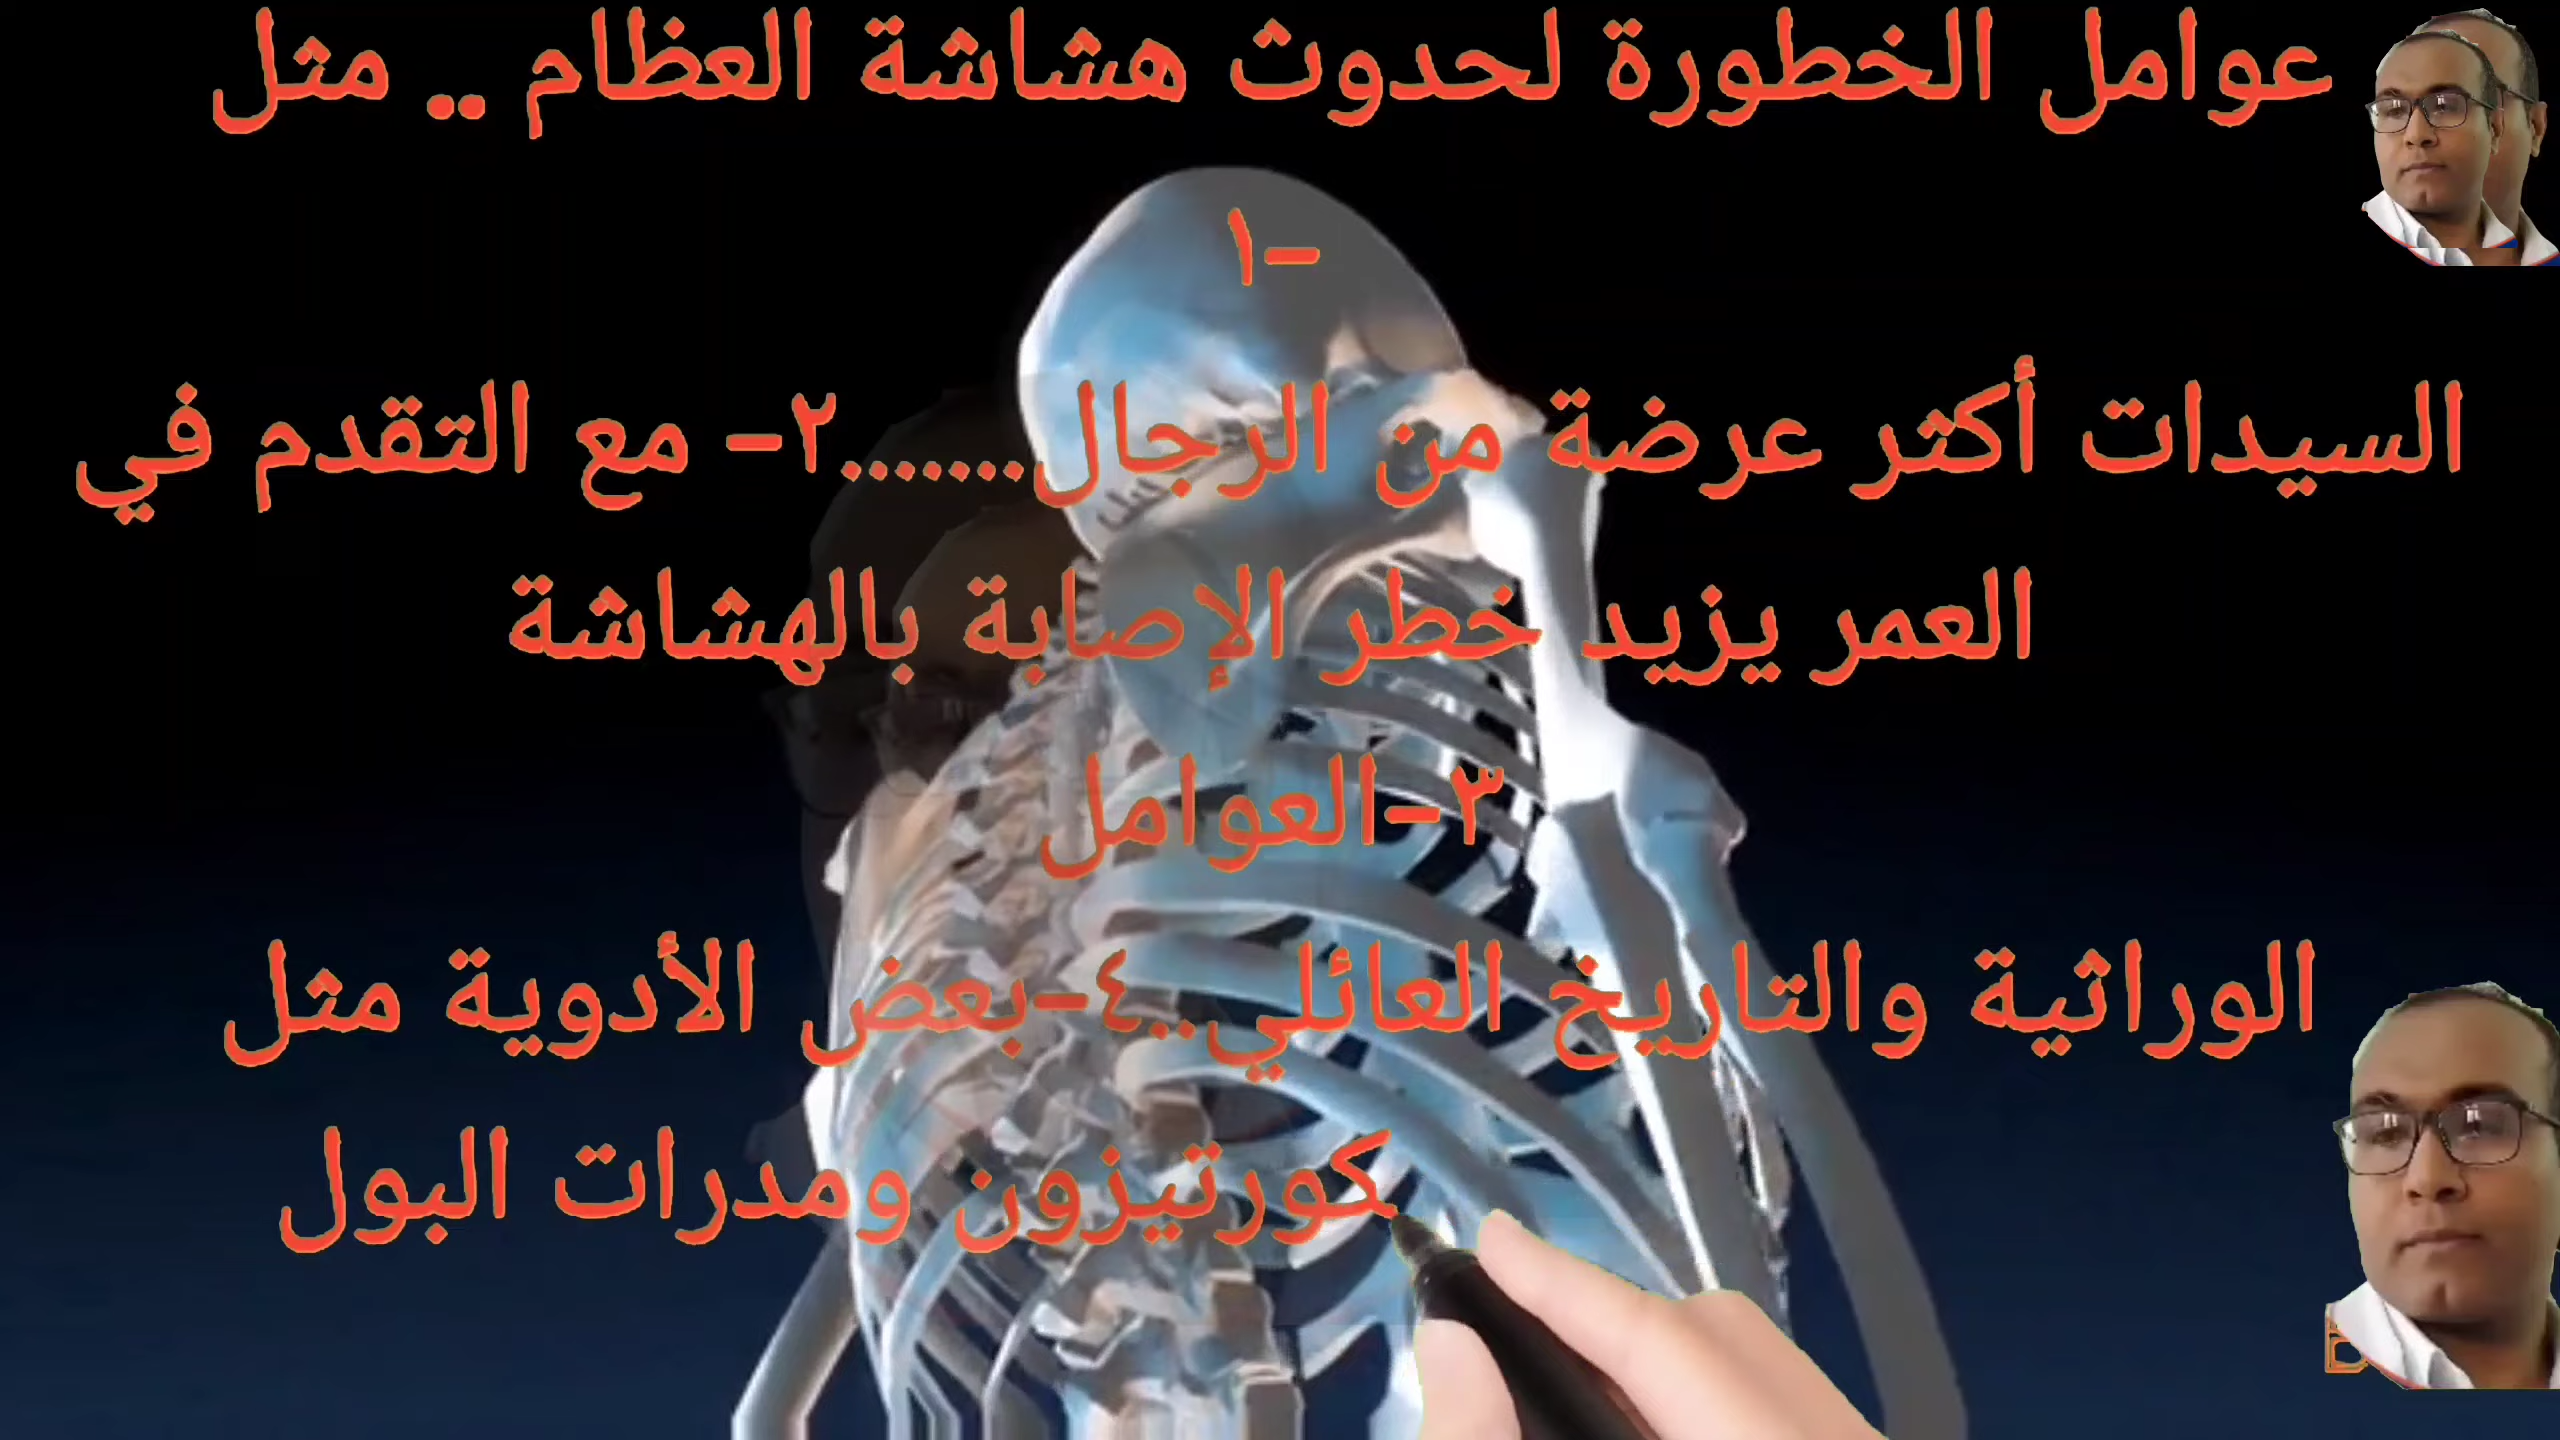 عوامل الخطورة لحدوث هشاشة العظام .. مثل
١-
السيدات أكثر عرضة من الرجال.......٢- مع التقدم في
العمر يزيد خطر الإصابة بالهشاشة
٣-العوامل
الوراثية والتاريخ العائلي..٤-بعض الأدوية مثل
كورتيزون ومدرات البول